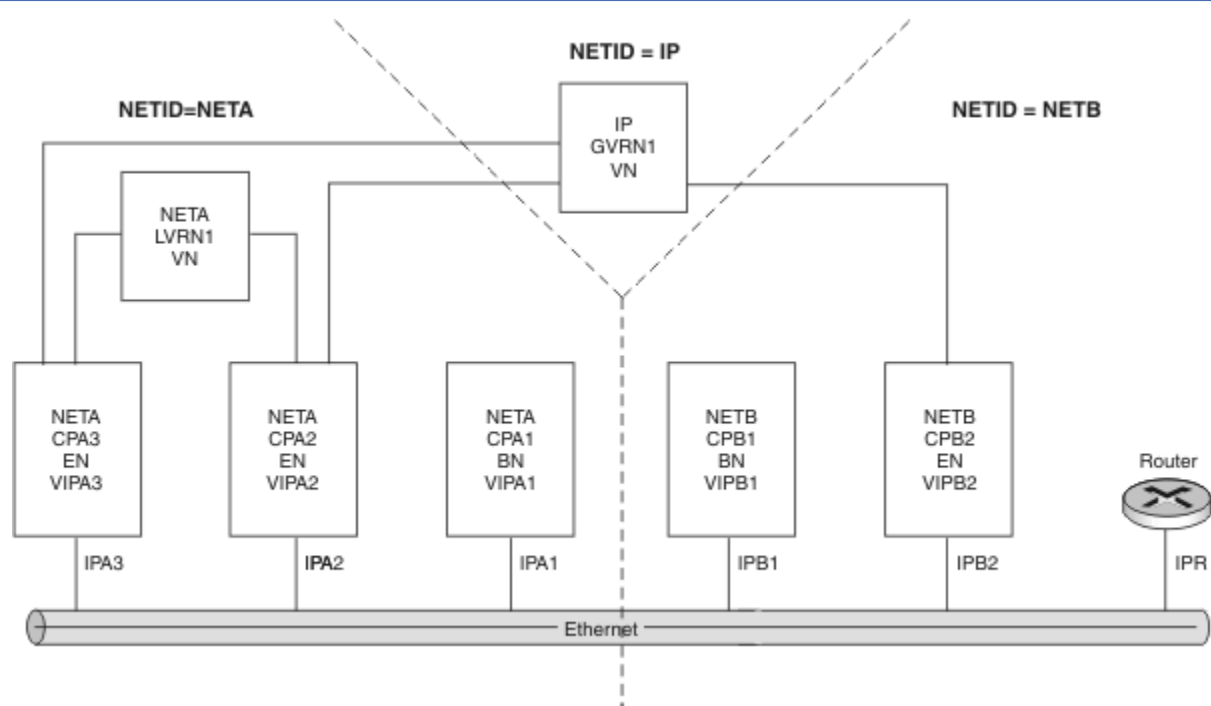 NETID = IP
NETID=NETA
NETID = NETB
IP
GVRN1
VN
NETA
LVRN1
VN
NETA
CPA3
EN
VIPA3
NETA
CPA2
EN
VIPA2
NETA
CPA1
BN
VIPA1
NETB
CPB1
BN
VIPB1
NETB
CPB2
EN
VIPB2
Router
IPA3
IPA2
IPA1
IPB1
IPB2
IPR
Ethernet